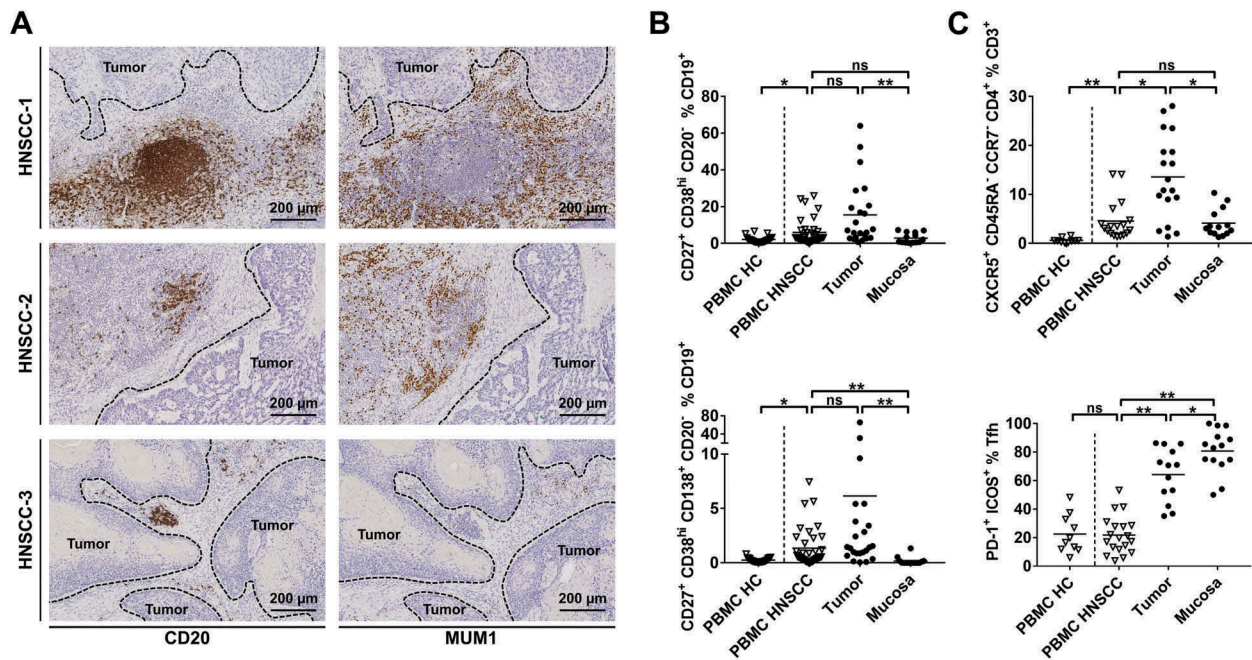 A
HNSCC-1
Tumor
200 µm
200 µm
HNSCC-2
Tumor
200 µm
Tumor
200 µm
HNSCC-3
Tumor
Tumor
Tumor
200 µm
Tumor
Tumor
Tumor
200 µm
CD20
MUM1
B
CD27⁺ CD38ʰⁱ CD20⁻ % CD19⁺
ns
* ns **
80
60
40
20
0
PBMC HC
PBMC HNSCC
Tumor
Mucosa
CD27⁺ CD38ʰⁱ CD138⁺ CD20⁻ % CD19⁺
**
* ns **
80
40
20
10
5
0
PBMC HC
PBMC HNSCC
Tumor
Mucosa
C
CXCR5⁺ CD45RA⁻ CCR7⁻ CD4⁺ % CD3⁺
ns
** * *
30
20
10
0
PBMC HC
PBMC HNSCC
Tumor
Mucosa
PD-1⁺ ICOS⁺ % Tfh
**
ns ** *
100
80
60
40
20
0
PBMC HC
PBMC HNSCC
Tumor
Mucosa